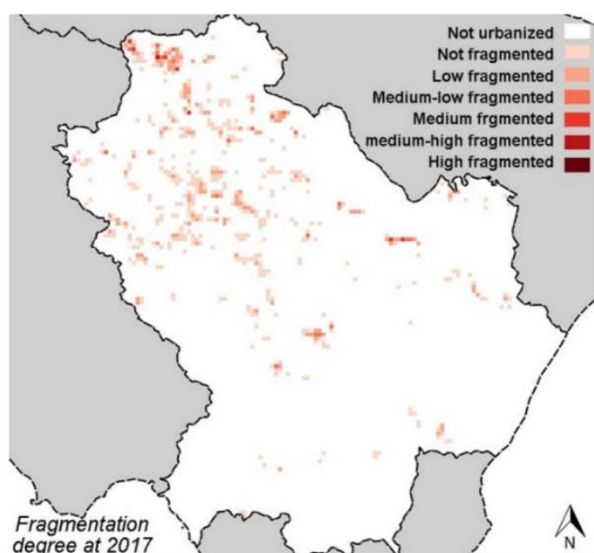 Not urbanized
Not fragmented
Low fragmented
Medium-low fragmented
Medium frgmented
medium-high fragmented
High fragmented
Fragmentation
degree at 2017
N